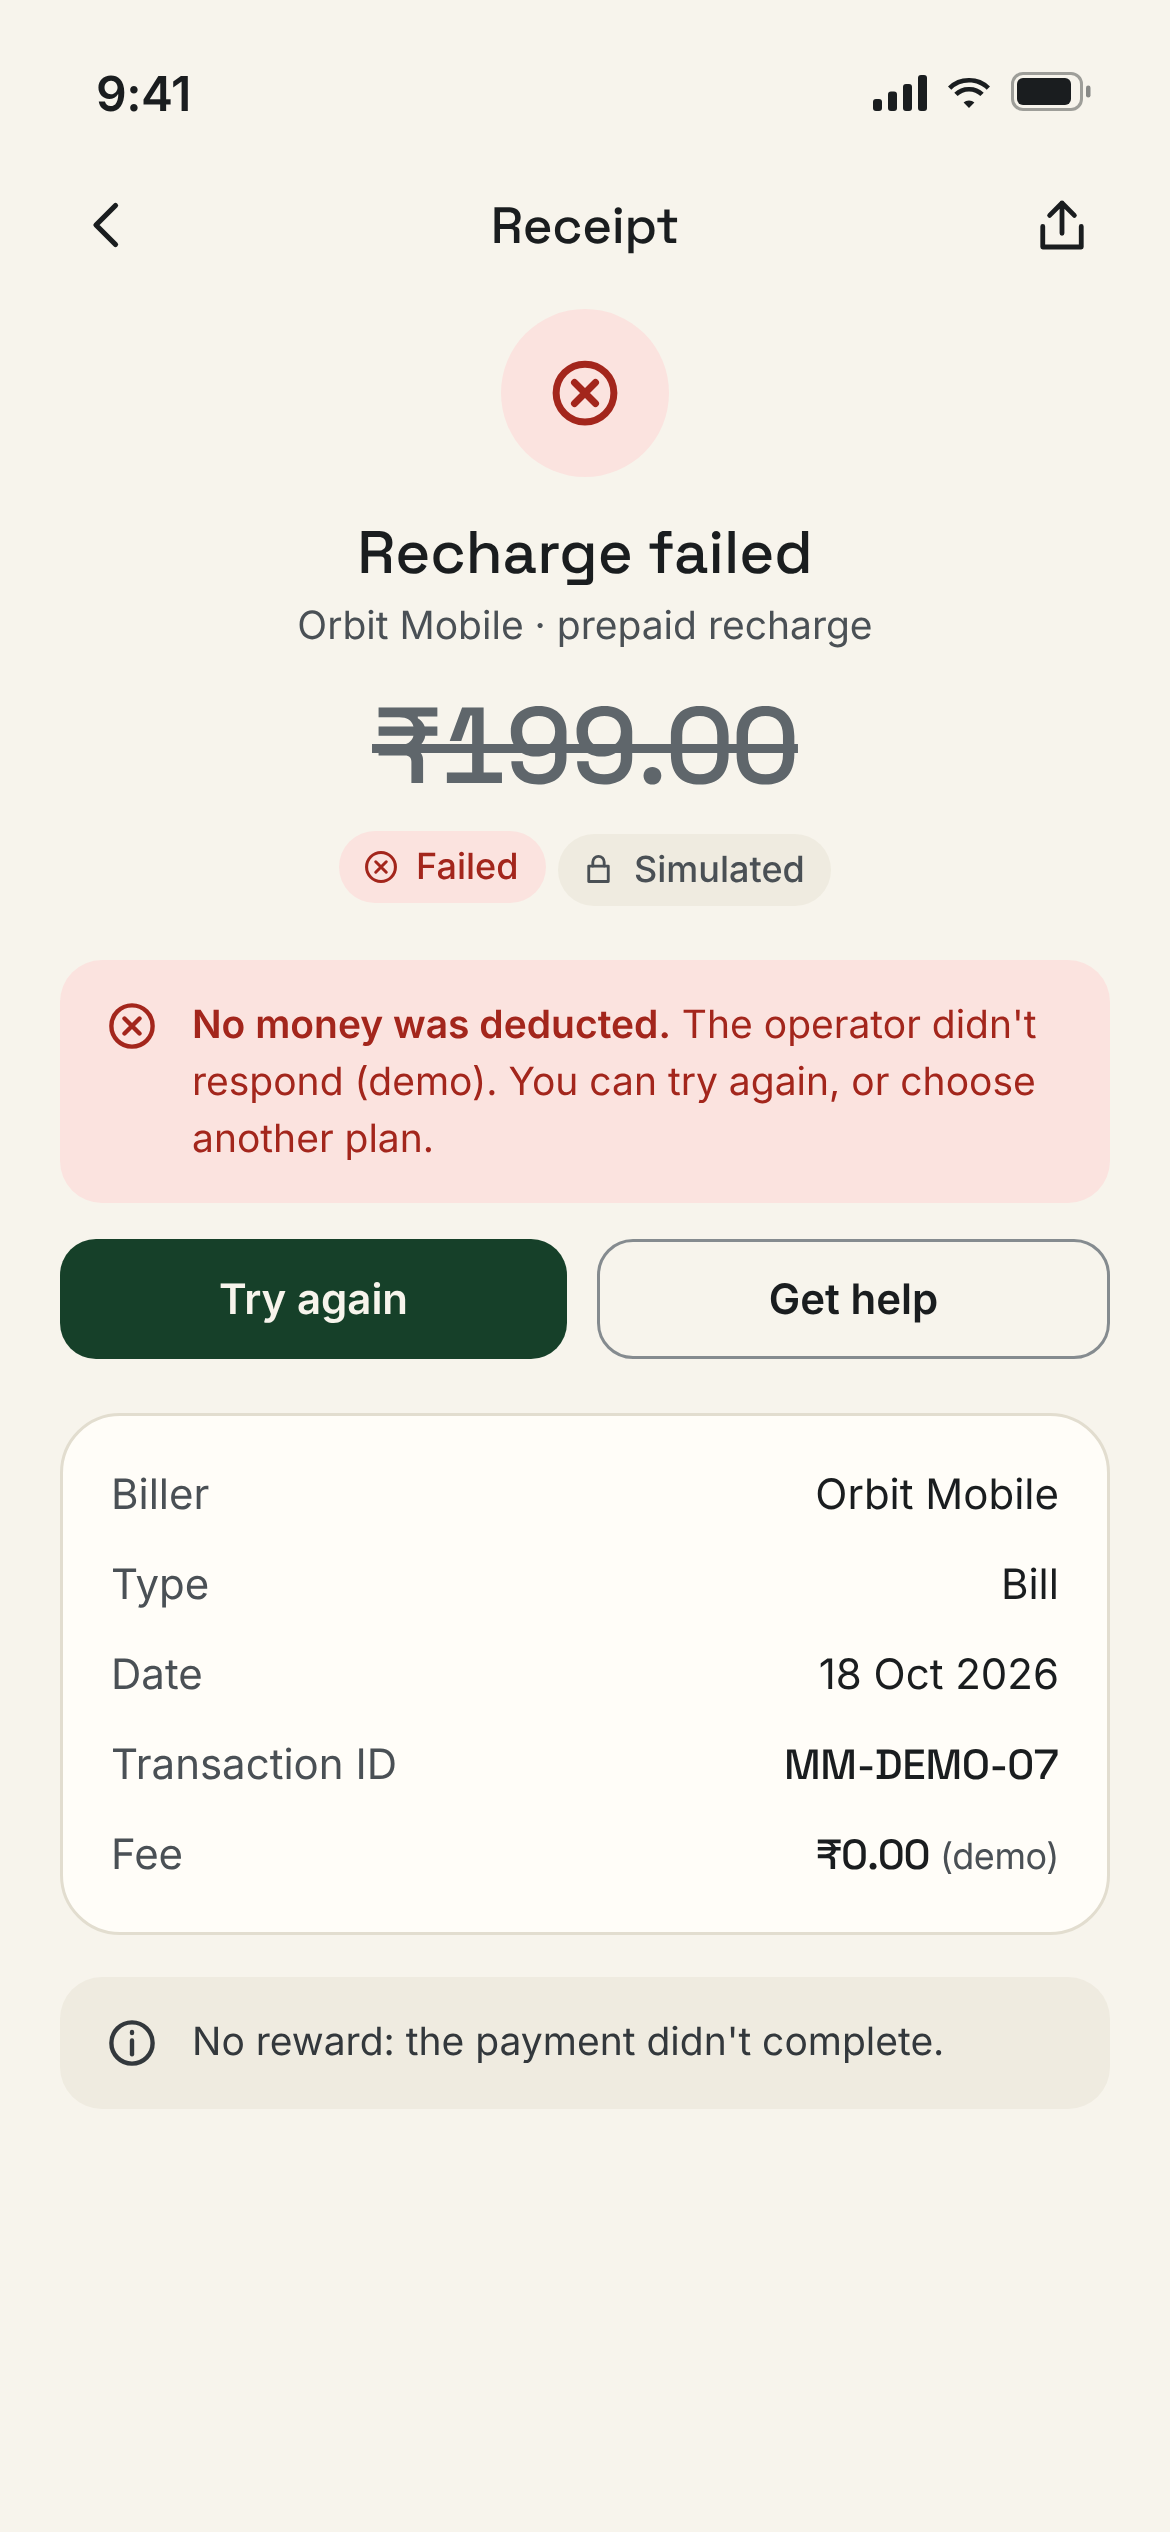 9:41
Receipt
Recharge failed
Orbit Mobile · prepaid recharge
₹199.00
Failed
Simulated
No money was deducted. The operator didn't
respond (demo). You can try again, or choose
another plan.
Try again
Get help
Biller
Orbit Mobile
Type
Bill
Date
18 Oct 2026
Transaction ID
MM-DEMO-07
Fee
₹0.00 (demo)
No reward: the payment didn't complete.